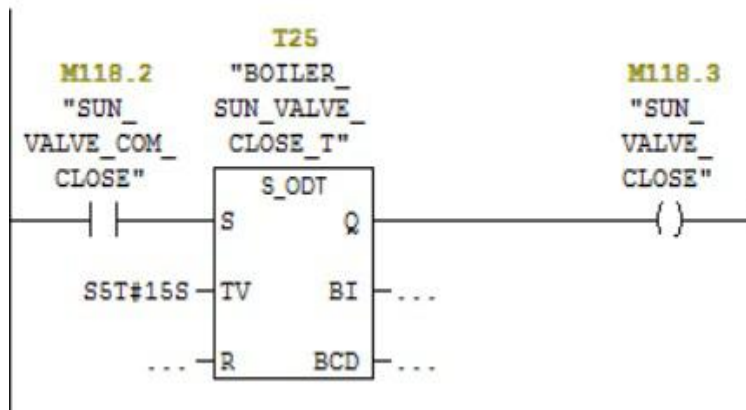 T25
M118.2 "BOILER_ M118.3
"SUN_ SUN_VALVE_ "SUN_
VALVE_COM_ CLOSE_T" VALVE_
CLOSE" S_ODT CLOSE"
S Q
S5T#15S TV BI ...
... R BCD ...